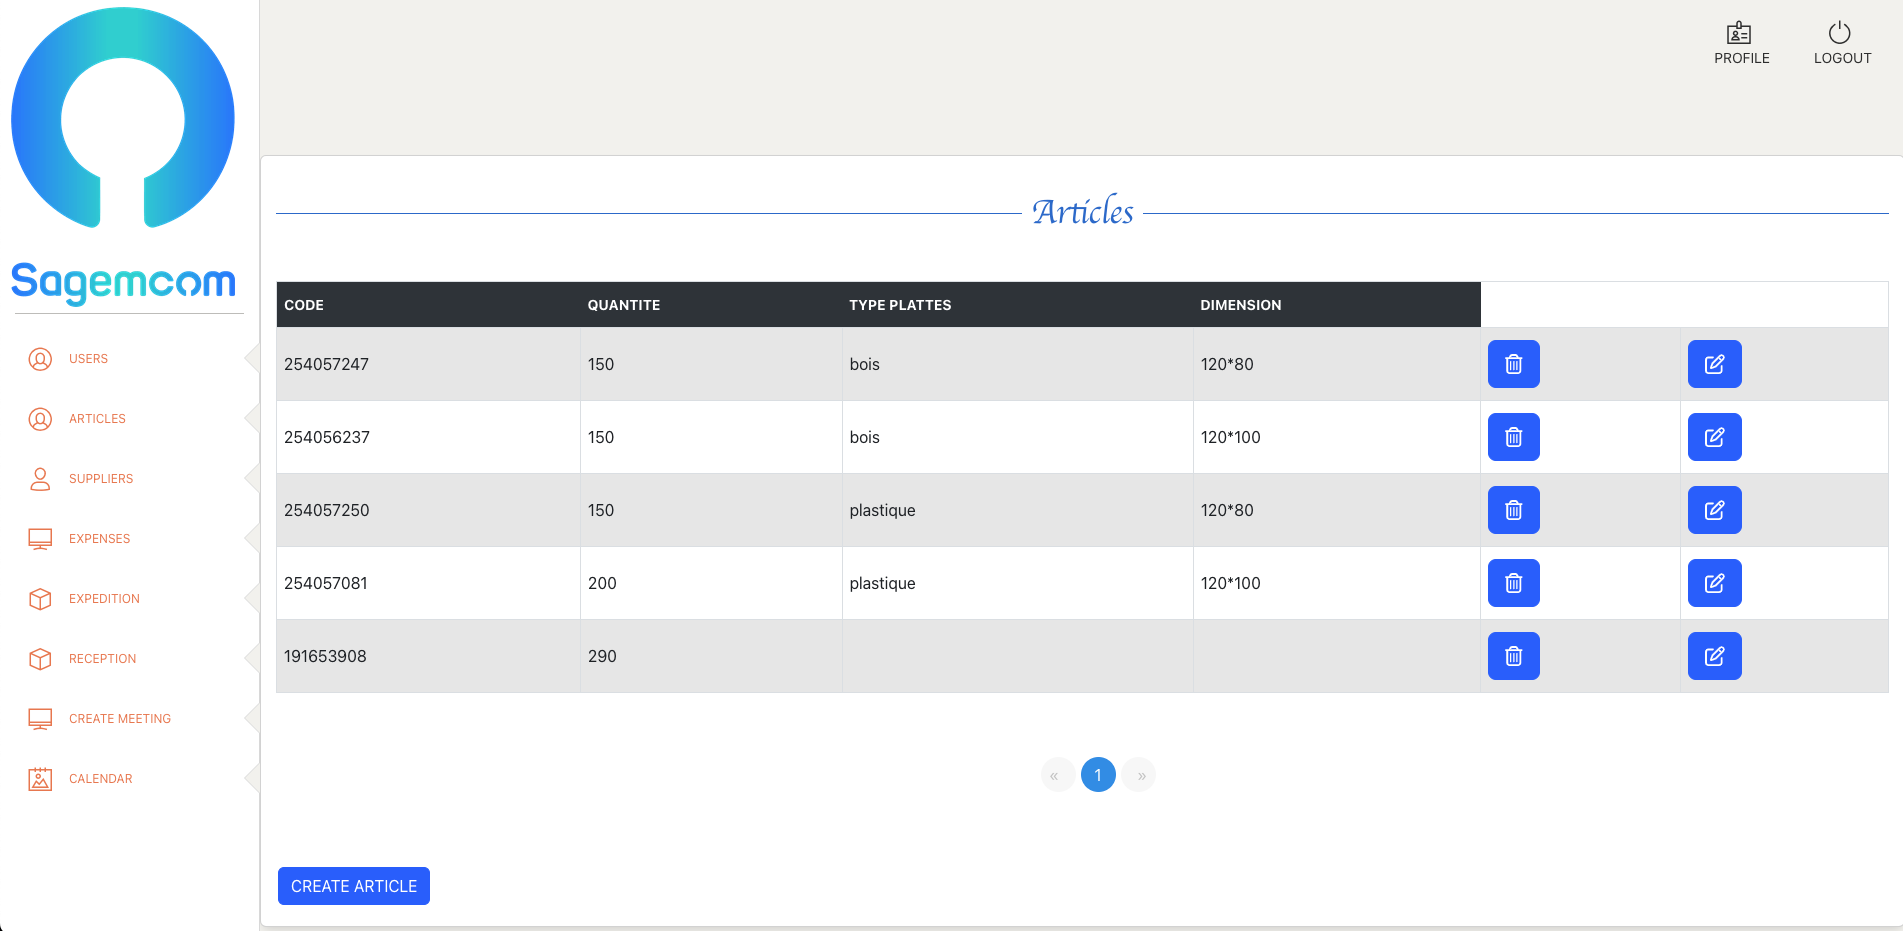 PROFILE LOGOUT
Sagemcom
USERS
ARTICLES
SUPPLIERS
EXPENSES
EXPEDITION
RECEPTION
CREATE MEETING
CALENDAR
Articles
CODE QUANTITE TYPE PLATTES DIMENSION
254057247 150 bois 120*80
254056237 150 bois 120*100
254057250 150 plastique 120*80
254057081 200 plastique 120*100
191653908 290
« 1 »
CREATE ARTICLE